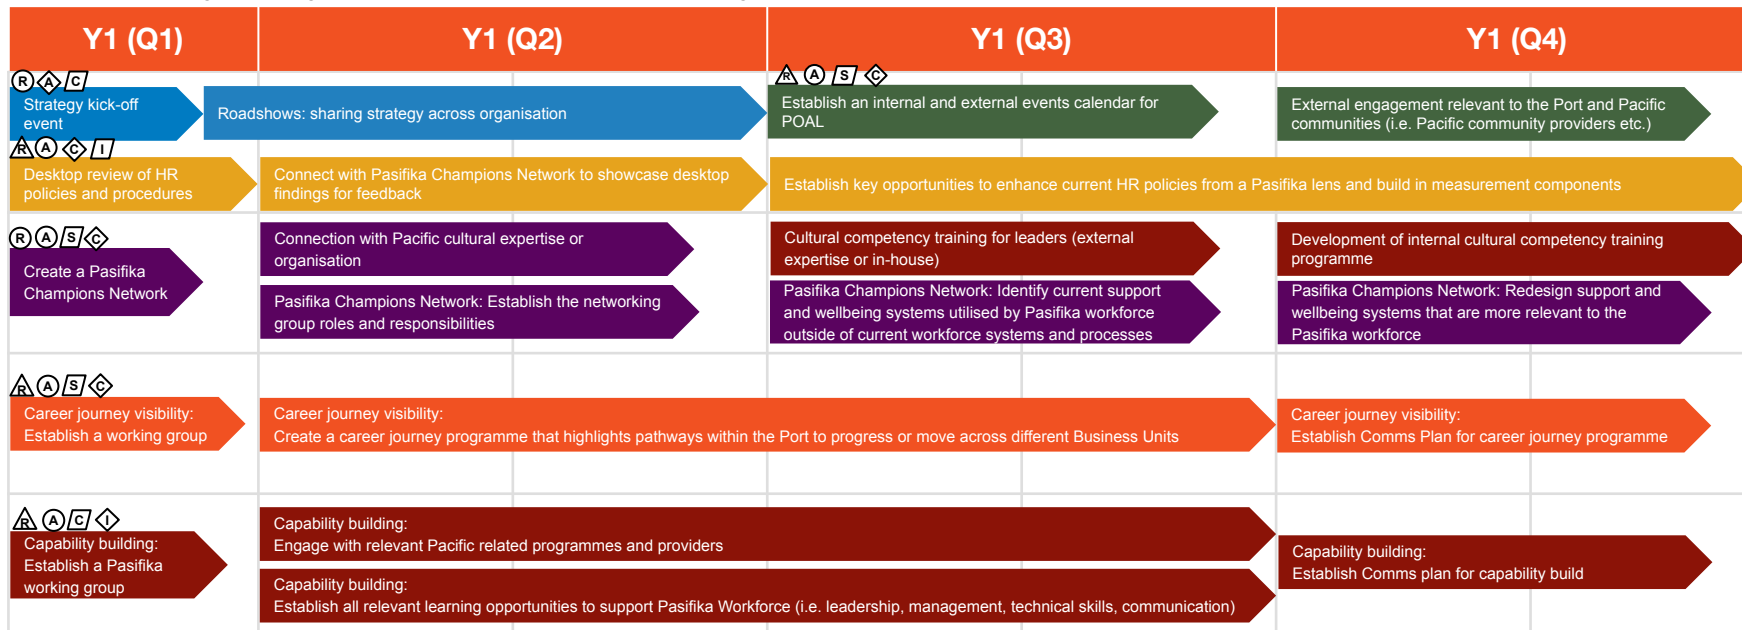 Y1 (Q1)
Y1 (Q2)
Y1 (Q3)
Y1 (Q4)
R A C
Strategy kick-off
event
Roadshows: sharing strategy across organisation
R A S C
Establish an internal and external events calendar for
POAL
External engagement relevant to the Port and Pacific
communities (i.e. Pacific community providers etc.)
R A C I
Desktop review of HR
policies and procedures
Connect with Pasifika Champions Network to showcase desktop
findings for feedback
Establish key opportunities to enhance current HR policies from a Pasifika lens and build in measurement components
R A S C
Create a Pasifika
Champions Network
Connection with Pacific cultural expertise or
organisation
Pasifika Champions Network: Establish the networking
group roles and responsibilities
Cultural competency training for leaders (external
expertise or in-house)
Pasifika Champions Network: Identify current support
and wellbeing systems utilised by Pasifika workforce
outside of current workforce systems and processes
Development of internal cultural competency training
programme
Pasifika Champions Network: Redesign support and
wellbeing systems that are more relevant to the
Pasifika workforce
R A S C
Career journey visibility:
Establish a working group
Career journey visibility:
Create a career journey programme that highlights pathways within the Port to progress or move across different Business Units
Career journey visibility:
Establish Comms Plan for career journey programme
R A C I
Capability building:
Establish a Pasifika
working group
Capability building:
Engage with relevant Pacific related programmes and providers
Capability building:
Establish all relevant learning opportunities to support Pasifika Workforce (i.e. leadership, management, technical skills, communication)
Capability building:
Establish Comms plan for capability build